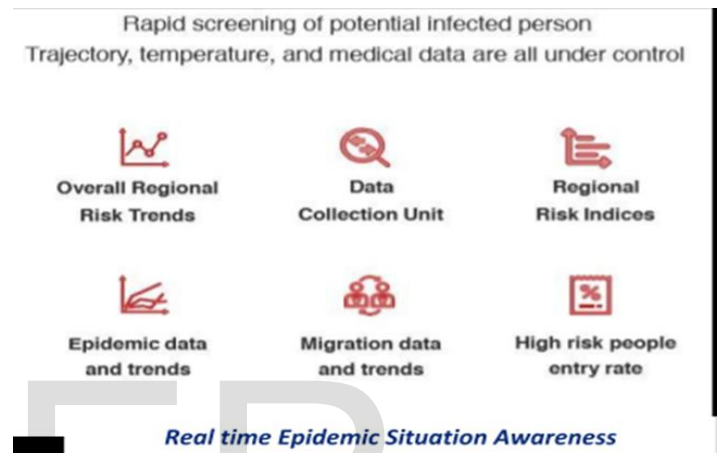 Rapid screening of potential infected person
Trajectory, temperature, and medical data are all under control
Overall Regional
Risk Trends
Data
Collection Unit
Regional
Risk Indices
%
Epidemic data
and trends
Migration data
and trends
High risk people
entry rate
Real time Epidemic Situation Awareness